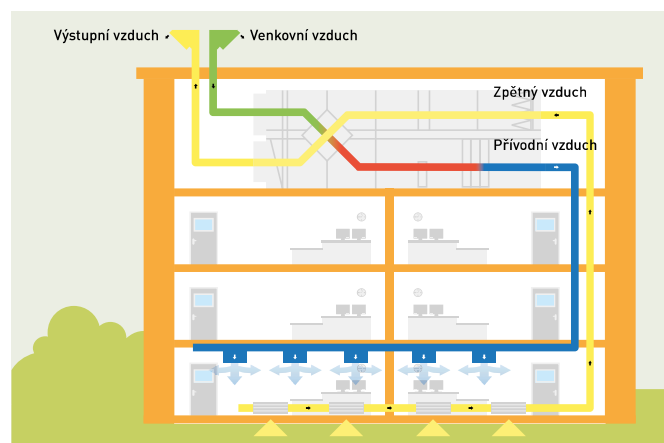 Výstupní vzduch
Venkovní vzduch
Zpětný vzduch
Přívodní vzduch